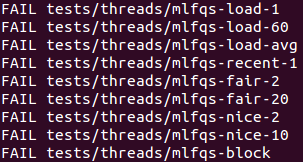 FAIL tests/threads/mlfqs-load-1
FAIL tests/threads/mlfqs-load-60
FAIL tests/threads/mlfqs-load-avg
FAIL tests/threads/mlfqs-recent-1
FAIL tests/threads/mlfqs-fair-2
FAIL tests/threads/mlfqs-fair-20
FAIL tests/threads/mlfqs-nice-2
FAIL tests/threads/mlfqs-nice-10
FAIL tests/threads/mlfqs-block